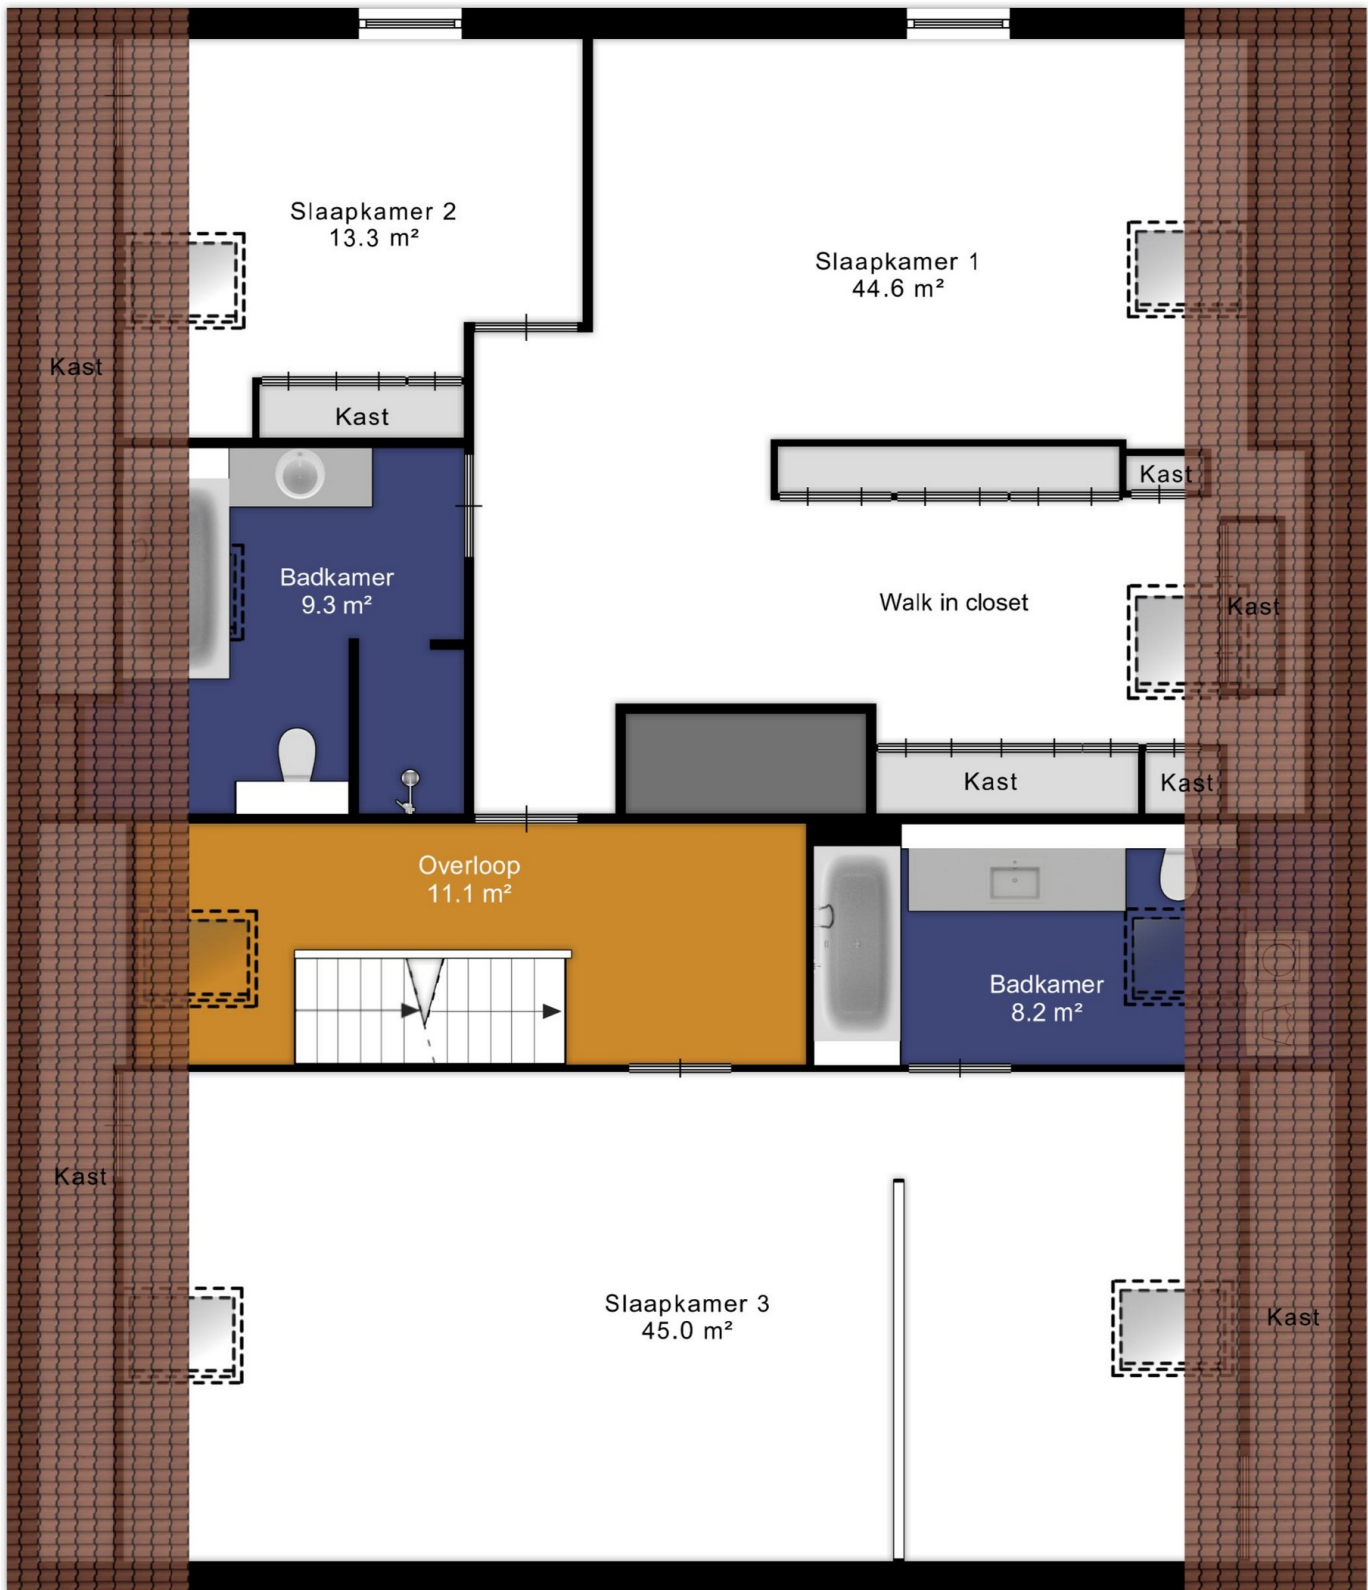 Slaapkamer 2
13.3 m²
Slaapkamer 1
44.6 m²
Kast
Kast
Kast
Badkamer
9.3 m²
Walk in closet
Kast
Kast
Kast
Overloop
11.1 m²
Badkamer
8.2 m²
Kast
Slaapkamer 3
45.0 m²
Kast